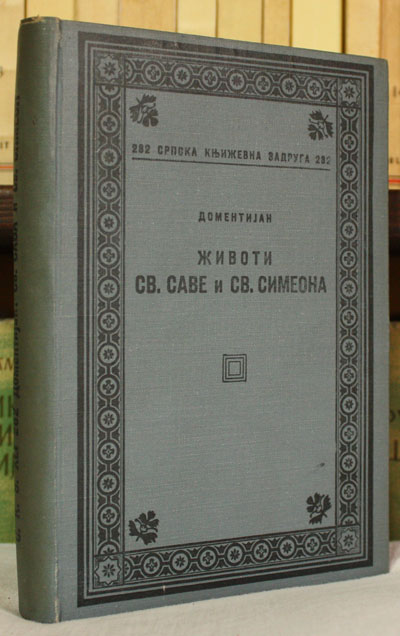 282 СРПСКА КЊИЖЕВНА ЗАДРУГА 282
ДОМЕНТИЈАН
ЖИВОТИ
СВ. САВЕ и СВ. СИМЕОНА